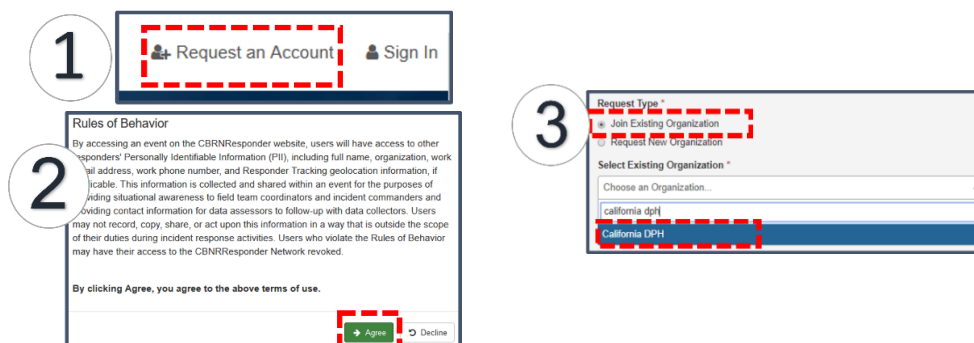 1
Request an Account
Sign In
2
Rules of Behavior
By accessing an event on the CBRNResponder website, users will have access to other
responders' Personally Identifiable Information (PII), including full name, organization, work
address, work phone number, and Responder Tracking geolocation information, if
This information is collected and shared within an event for the purposes of
situational awareness to field team coordinators and incident commanders and
providing contact information for data assessors to follow-up with data collectors. Users
may not record, copy, share, or act upon this information in a way that is outside the scope
of their duties during incident response activities. Users who violate the Rules of Behavior
may have their access to the CBNRResponder Network revoked.
By clicking Agree, you agree to the above terms of use.
Agree
Decline
3
Request Type *
Join Existing Organization
Request New Organization
Select Existing Organization *
Choose an Organization...
california dph
California DPH